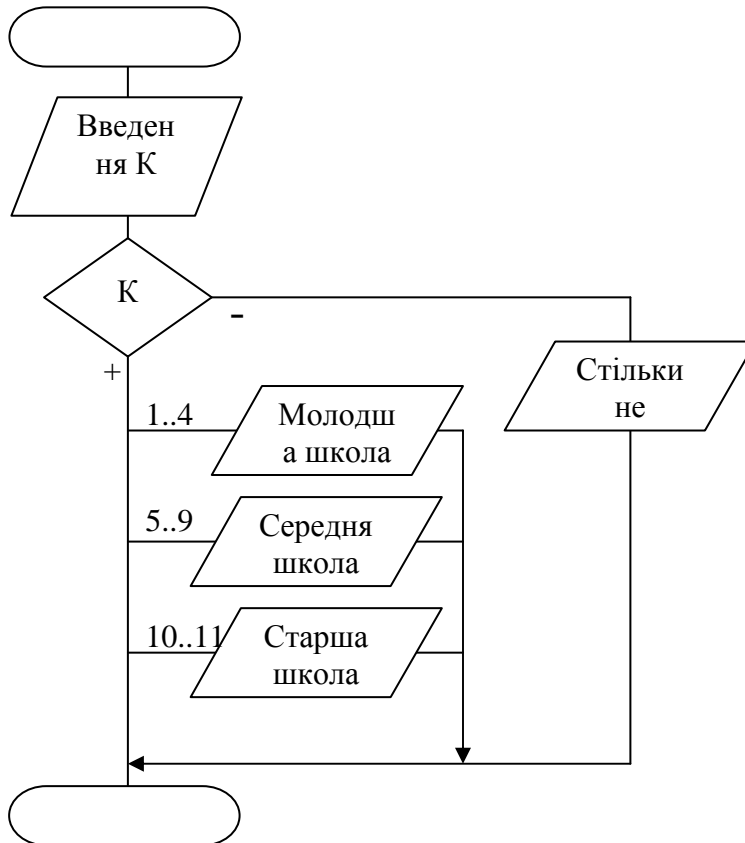 Введен
ня К
К
-
+
Стільки
не
1..4
Молодш
а школа
5..9
Середня
школа
10..11
Старша
школа